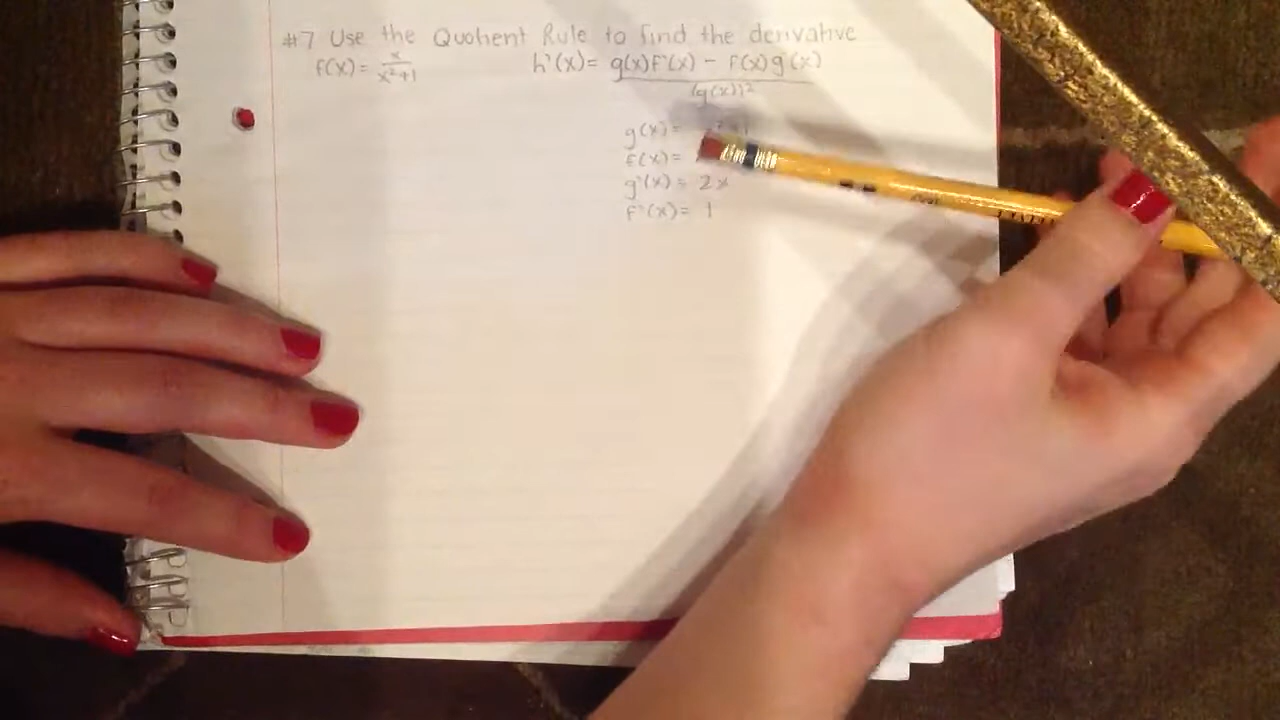 #7 Use the Quotient Rule to find the derivative
f(x) = x/x²+1
h'(x) = g(x)f'(x) - f(x)g'(x)/(g(x))²
g(x) =
f(x) =
g'(x) = 2x
f'(x) = 1